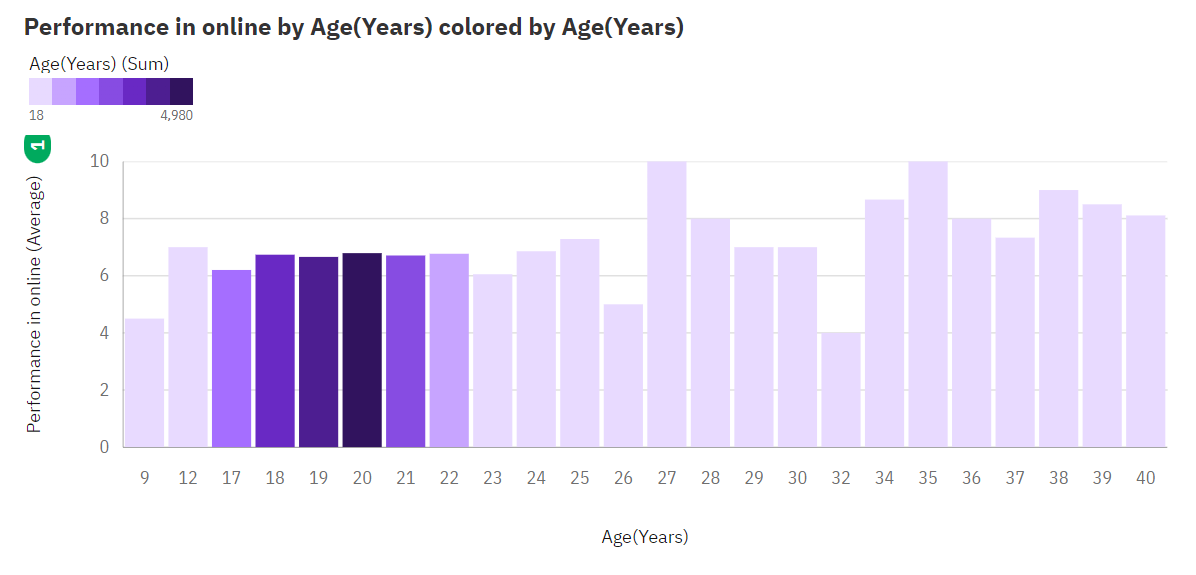 Performance in online by Age(Years) colored by Age(Years)
Age(Years) (Sum)
18 4,980
1
Performance in online (Average)
10
8
6
4
2
0
9 12 17 18 19 20 21 22 23 24 25 26 27 28 29 30 32 34 35 36 37 38 39 40
Age(Years)